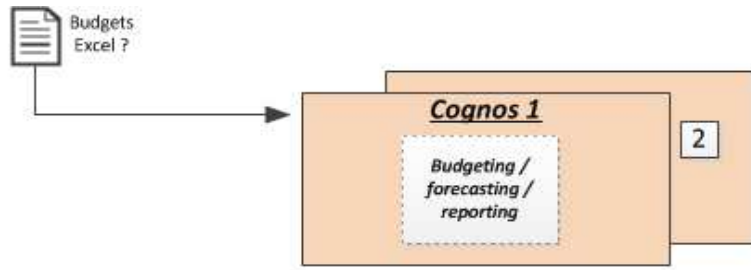 Budgets
Excel ?
Cognos 1
2
Budgeting /
forecasting /
reporting